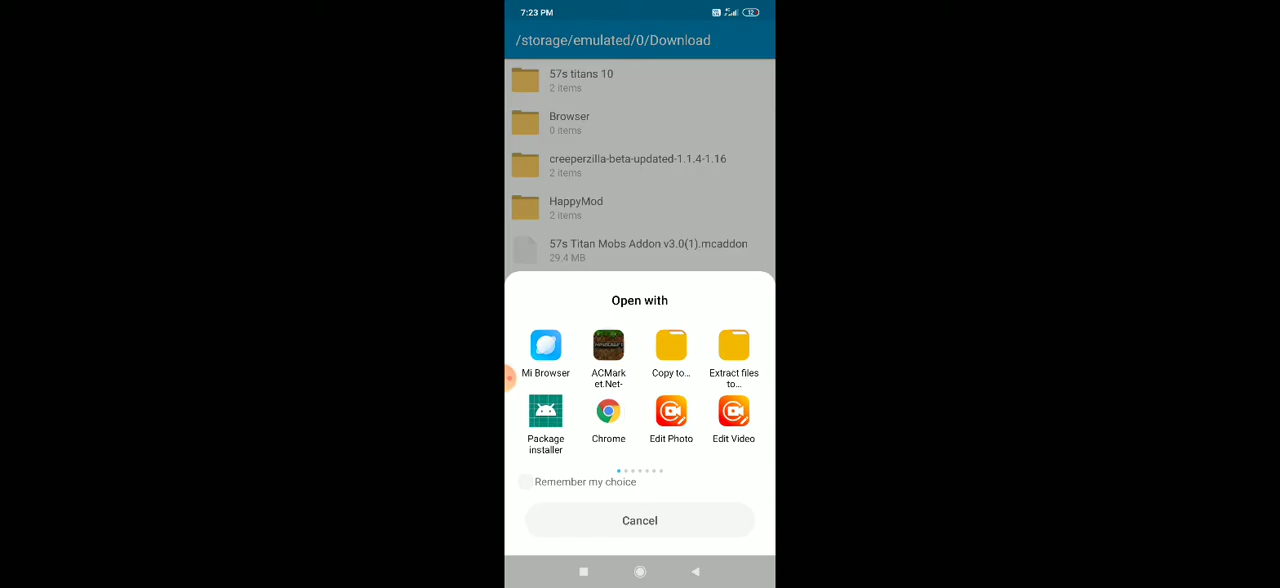 7:23 PM
12
/storage/emulated/0/Download
57s titans 10
2 items
Browser
0 items
creeperzilla-beta-updated-1.1.4-1.16
2 items
HappyMod
2 items
57s Titan Mobs Addon v3.0(1).mcaddon
29.4 MB
Open with
Mi Browser
ACMark
et.Net-
Copy to...
Extract files
to...
Package
installer
Chrome
Edit Photo
Edit Video
Remember my choice
Cancel